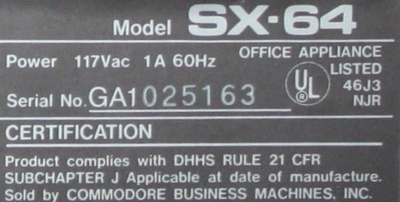 Model SX-64
Power 117Vac 1A 60Hz
OFFICE APPLIANCE
UL
LISTED
46J3
NJR
Serial No. GA1025163
CERTIFICATION
Product complies with DHHS RULE 21 CFR
SUBCHAPTER J Applicable at date of manufacture.
Sold by COMMODORE BUSINESS MACHINES, INC.